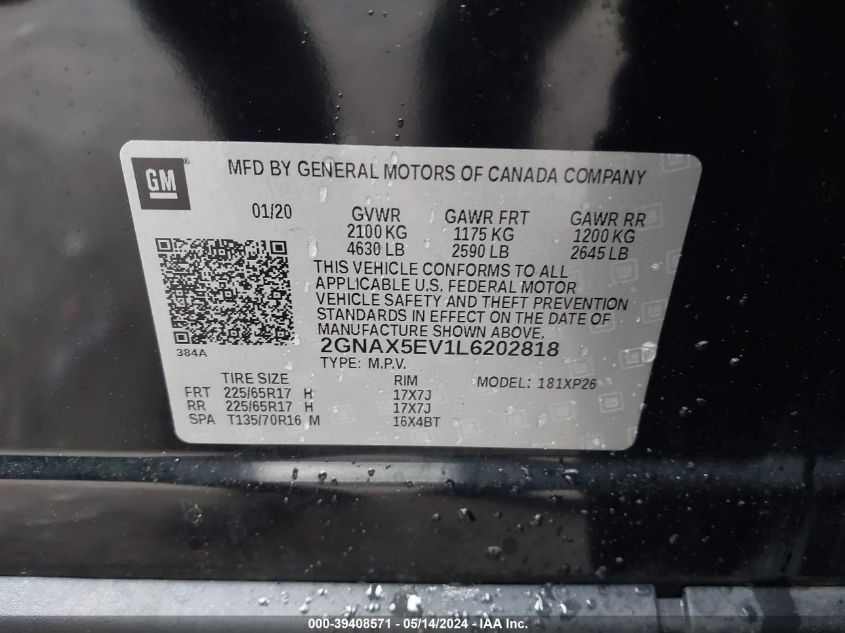 GM
MFD BY GENERAL MOTORS OF CANADA COMPANY
01/20 GVWR GAWR FRT GAWR RR
2100 KG 1175 KG 1200 KG
4630 LB 2590 LB 2645 LB
THIS VEHICLE CONFORMS TO ALL
APPLICABLE U.S. FEDERAL MOTOR
VEHICLE SAFETY AND THEFT PREVENTION
STANDARDS IN EFFECT ON THE DATE OF
MANUFACTURE SHOWN ABOVE.
384A
2GNAX5EV1L6202818
TYPE: M.P.V.
TIRE SIZE RIM MODEL: 181XP26
FRT 225/65R17 H 17X7J
RR 225/65R17 H 17X7J
SPA T135/70R16 M 16X4BT
000-39408571 - 05/14/2024 - IAA Inc.